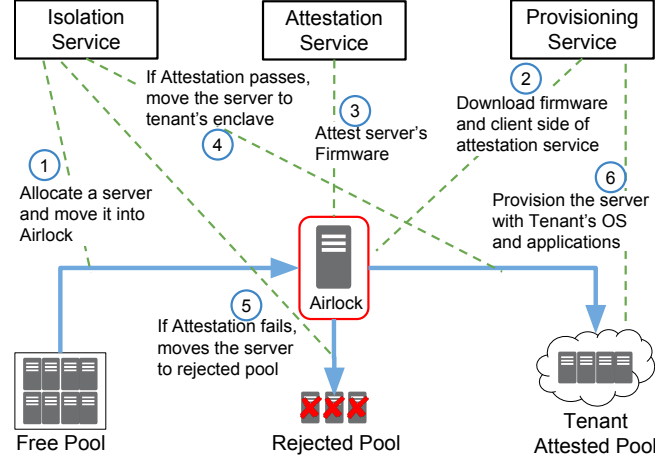 Isolation
Service
Attestation
Service
Provisioning
Service
1
Allocate a server
and move it into
Airlock
If Attestation passes,
move the server to
tenant's enclave
4
3
Attest server's
Firmware
2
Download firmware
and client side of
attestation service
6
Provision the server
with Tenant's OS
and applications
Airlock
5
If Attestation fails,
moves the server
to rejected pool
Free Pool
Rejected Pool
Tenant
Attested Pool